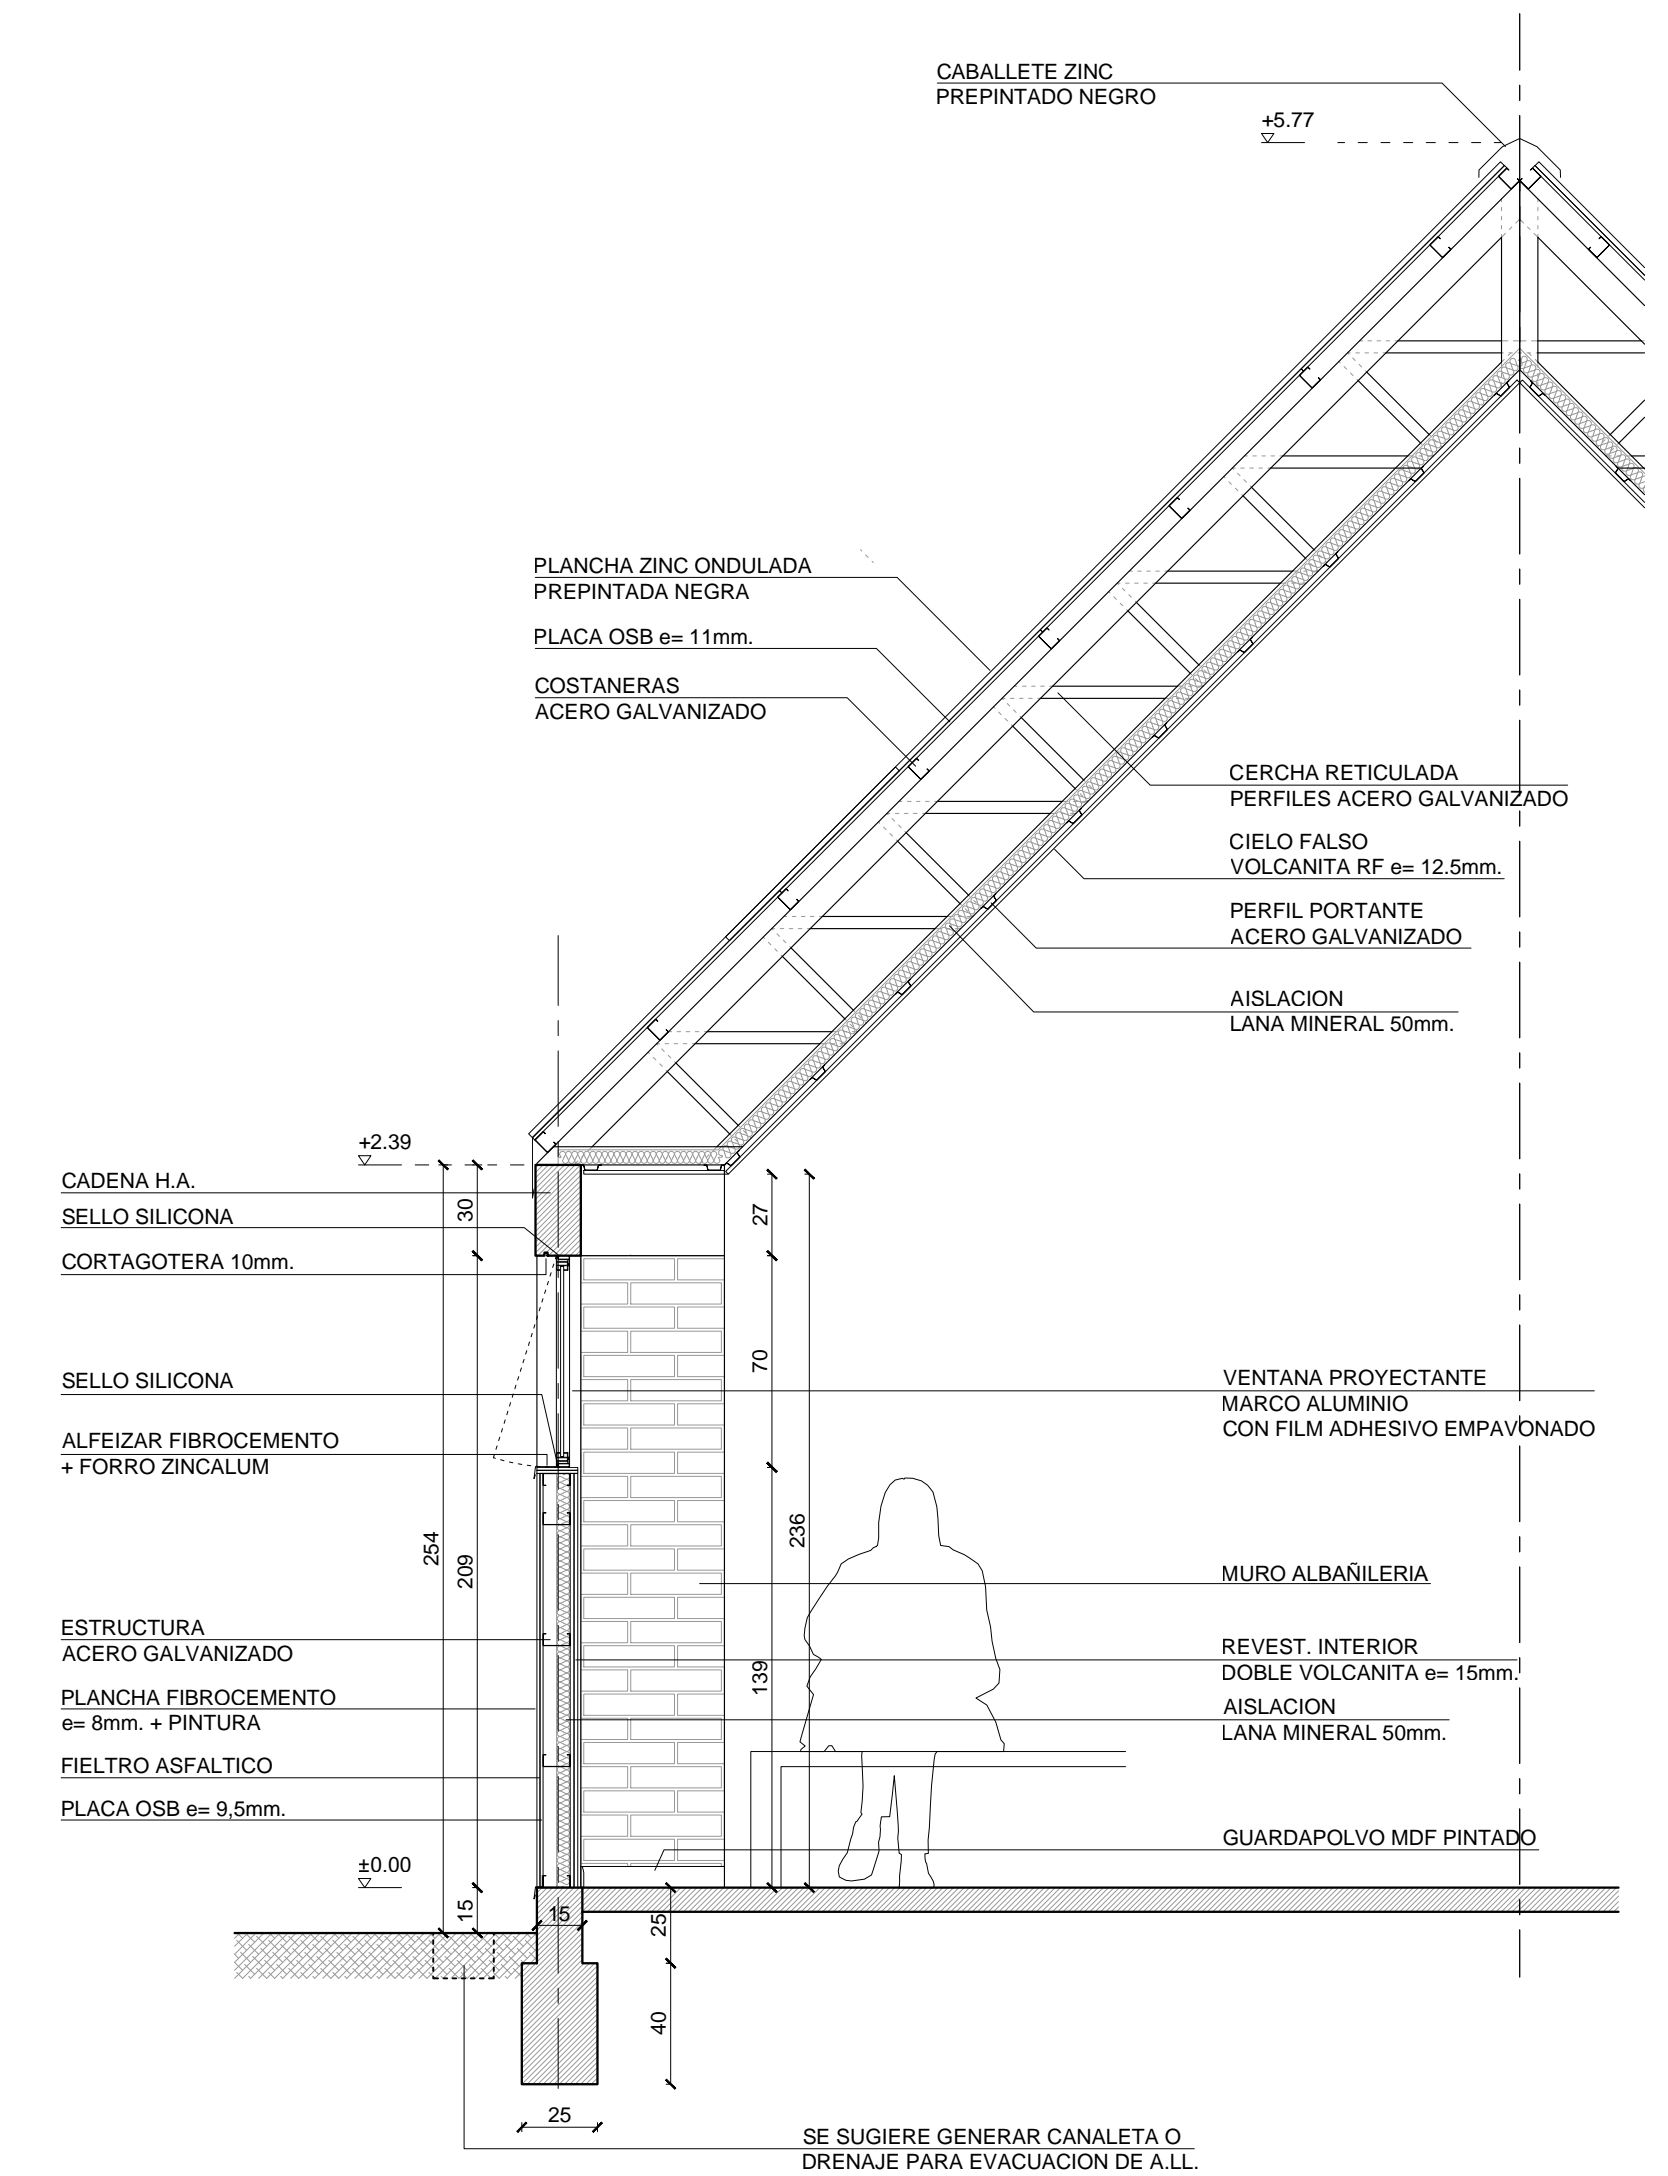 CABALLETE ZINC
PREPINTADO NEGRO
+5.77
PLANCHA ZINC ONDULADA
PREPINTADA NEGRA
PLACA OSB e= 11mm.
COSTANERAS
ACERO GALVANIZADO
CERCHA RETICULADA
PERFILES ACERO GALVANIZADO
CIELO FALSO
VOLCANITA RF e= 12.5mm.
PERFIL PORTANTE
ACERO GALVANIZADO
AISLACION
LANA MINERAL 50mm.
+2.39
CADENA H.A.
SELLO SILICONA
CORTAGOTERA 10mm.
SELLO SILICONA
ALFEIZAR FIBROCEMENTO
+ FORRO ZINCALUM
ESTRUCTURA
ACERO GALVANIZADO
PLANCHA FIBROCEMENTO
e= 8mm. + PINTURA
FIELTRO ASFALTICO
PLACA OSB e= 9,5mm.
±0.00
254
30
209
15
27
70
139
236
VENTANA PROYECTANTE
MARCO ALUMINIO
CON FILM ADHESIVO EMPAVONADO
MURO ALBAÑILERIA
REVEST. INTERIOR
DOBLE VOLCANITA e= 15mm.
AISLACION
LANA MINERAL 50mm.
GUARDAPOLVO MDF PINTADO
15
25
40
25
SE SUGIERE GENERAR CANALETA O
DRENAJE PARA EVACUACION DE A.LL.